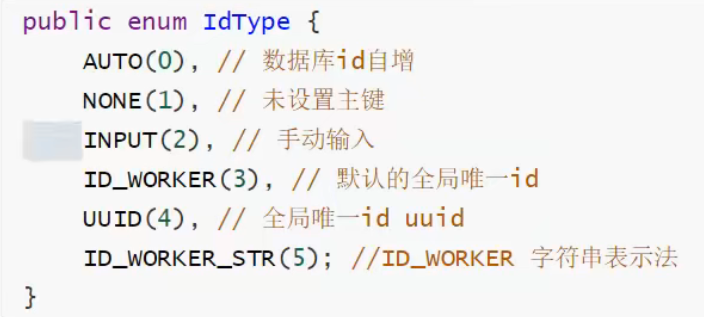 public enum IdType {
AUTO(0), // 数据库id自增
NONE(1), // 未设置主键
INPUT(2), // 手动输入
ID_WORKER(3), // 默认的全局唯一id
UUID(4), // 全局唯一id uuid
ID_WORKER_STR(5); //ID_WORKER 字符串表示法
}